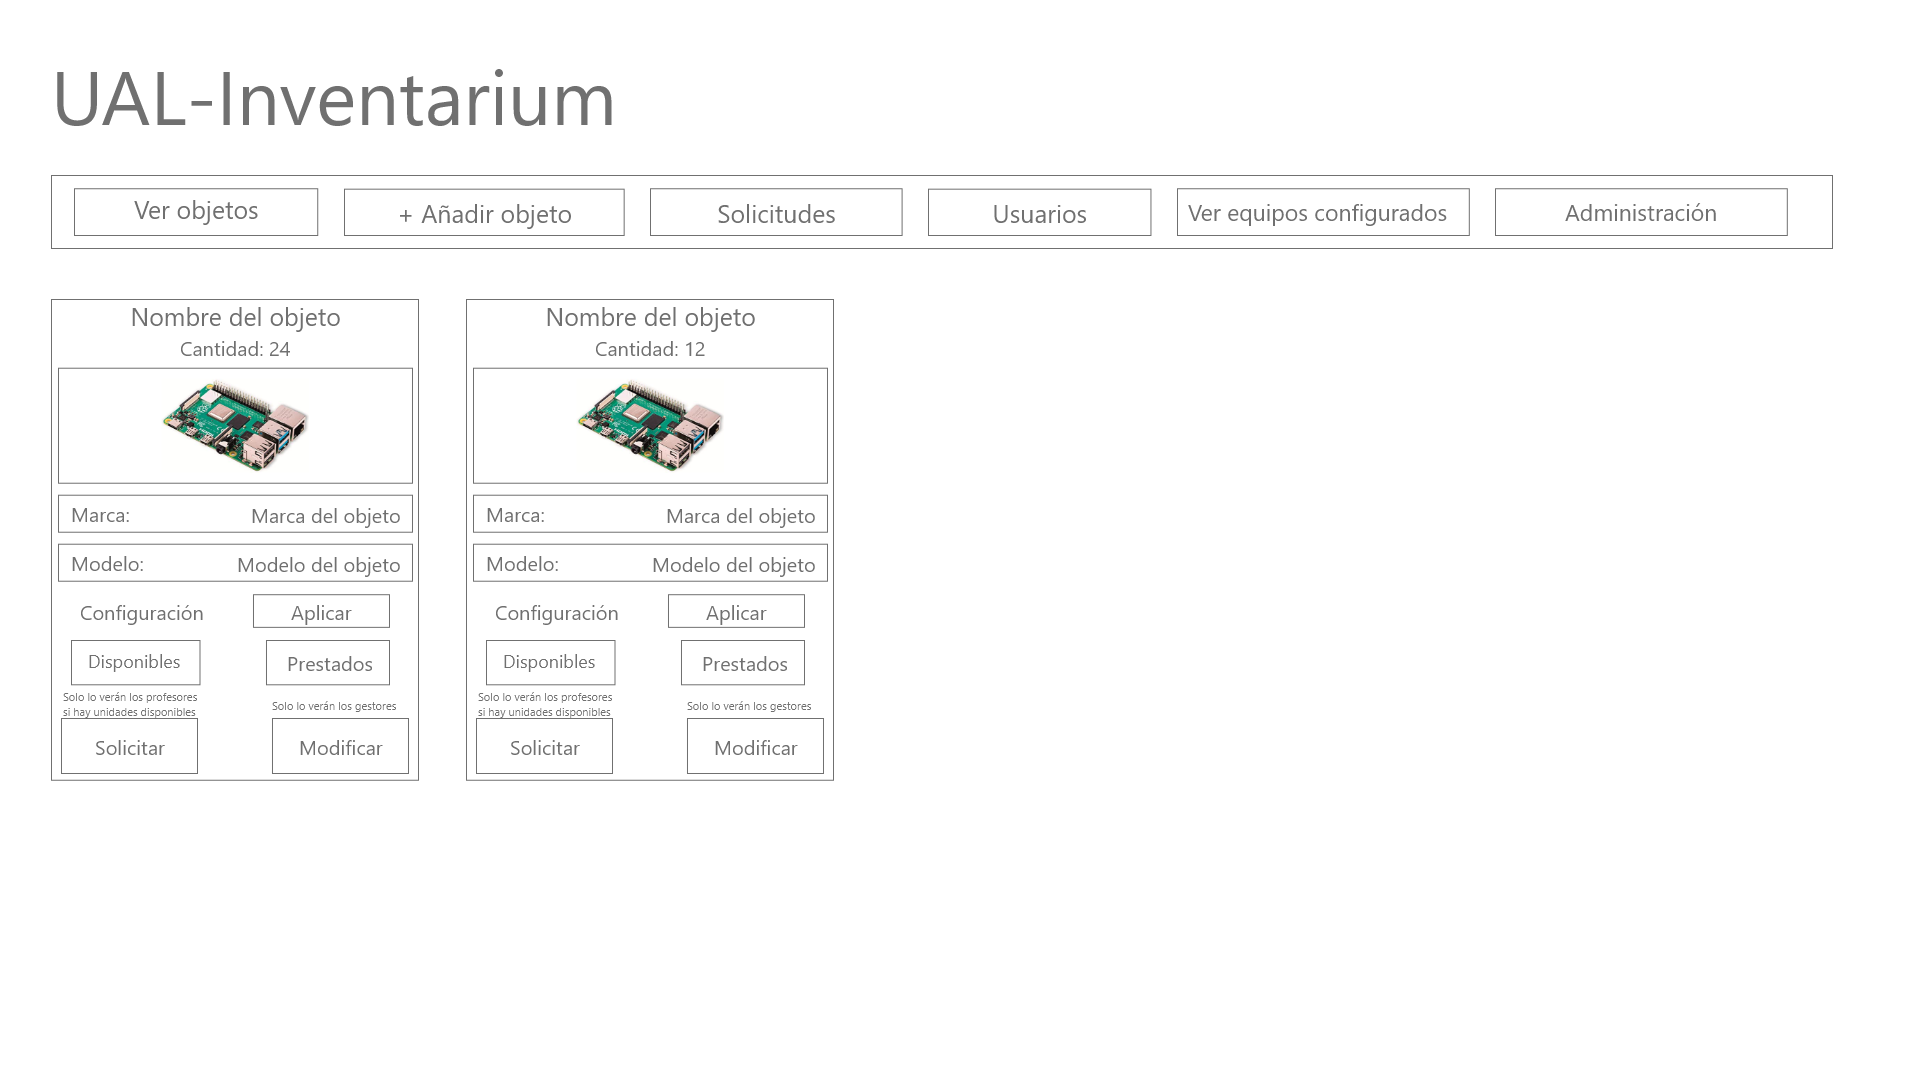 UAL-Inventarium
Ver objetos
+ Añadir objeto
Solicitudes
Usuarios
Ver equipos configurados
Administración
Nombre del objeto
Cantidad: 24
Marca:
Marca del objeto
Modelo:
Modelo del objeto
Configuración
Aplicar
Disponibles
Prestados
Solo lo verán los profesores
si hay unidades disponibles
Solo lo verán los gestores
Solicitar
Modificar
Nombre del objeto
Cantidad: 12
Marca:
Marca del objeto
Modelo:
Modelo del objeto
Configuración
Aplicar
Disponibles
Prestados
Solo lo verán los profesores
si hay unidades disponibles
Solo lo verán los gestores
Solicitar
Modificar